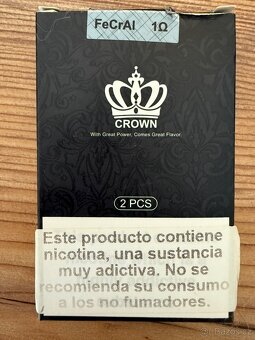 FeCrAl 1Ω
CROWN
With Great Power, Comes Great Flavor.
2 PCS
Este producto contiene
nicotina, una sustancia
muy adictiva. No se
recomienda su consumo
a los no fumadores.